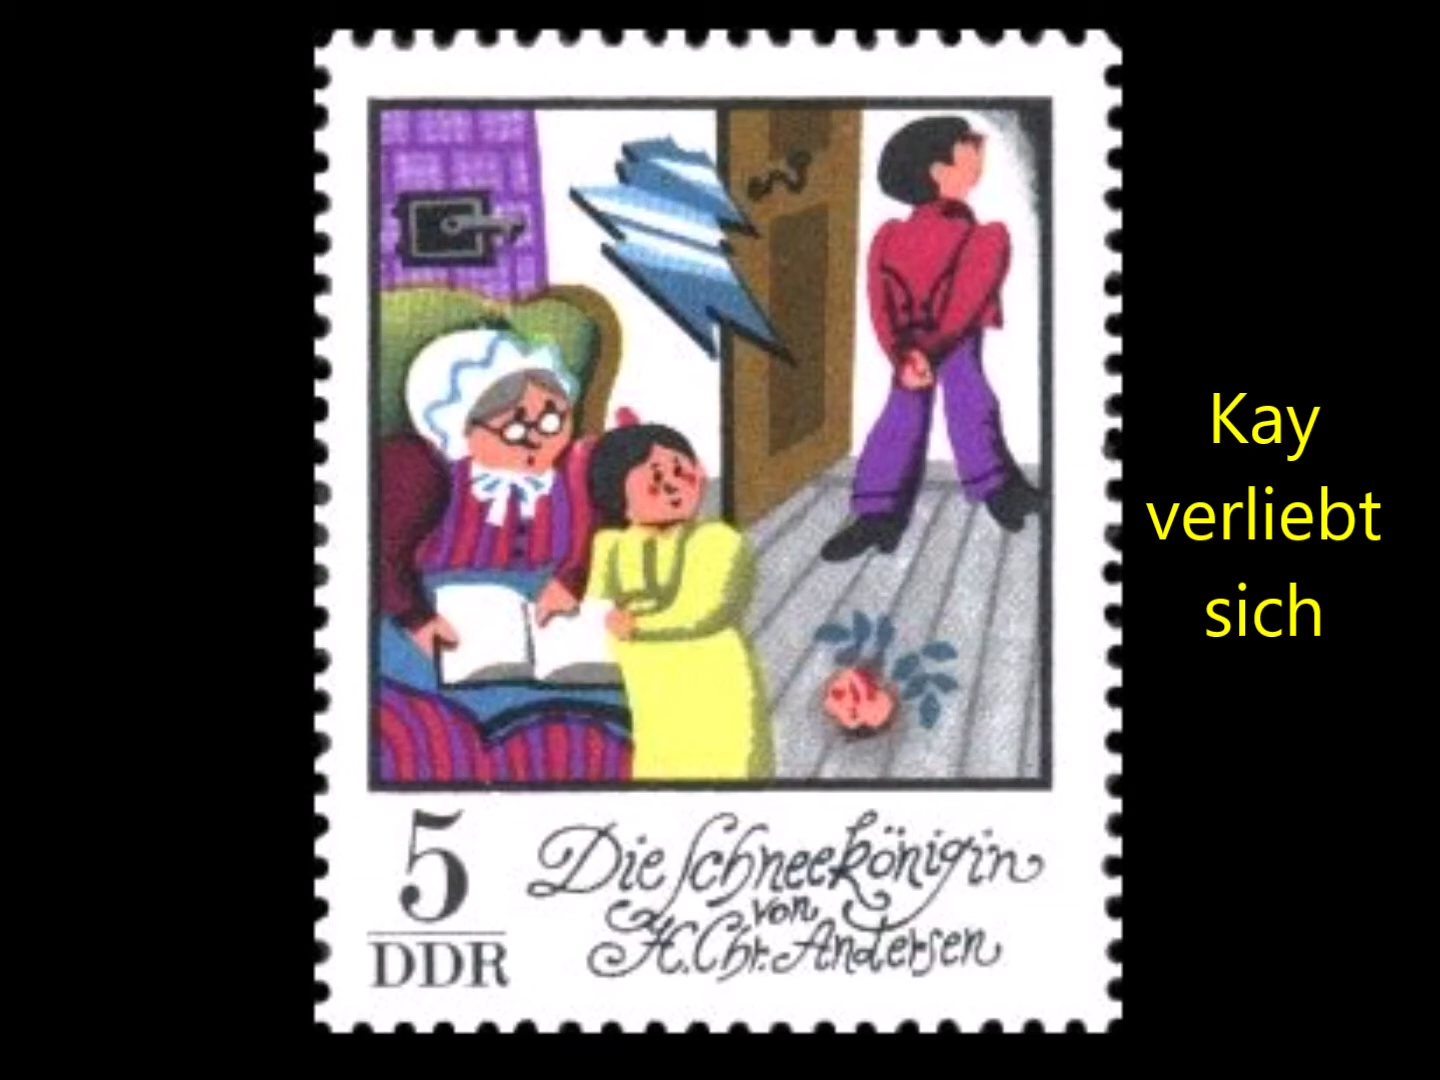 Kay
verliebt
sich
5
DDR
Die Schneekönigin
von
H. Chr. Andersen